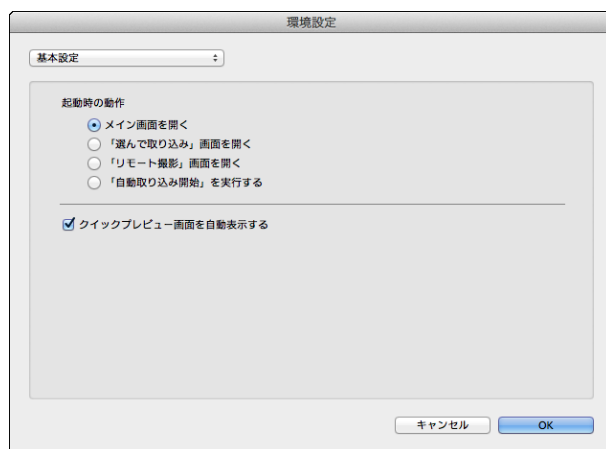 環境設定
基本設定
起動時の動作
メイン画面を開く
「選んで取り込み」画面を開く
「リモート撮影」画面を開く
「自動取り込み開始」を実行する
クイックプレビュー画面を自動表示する
キャンセル
OK